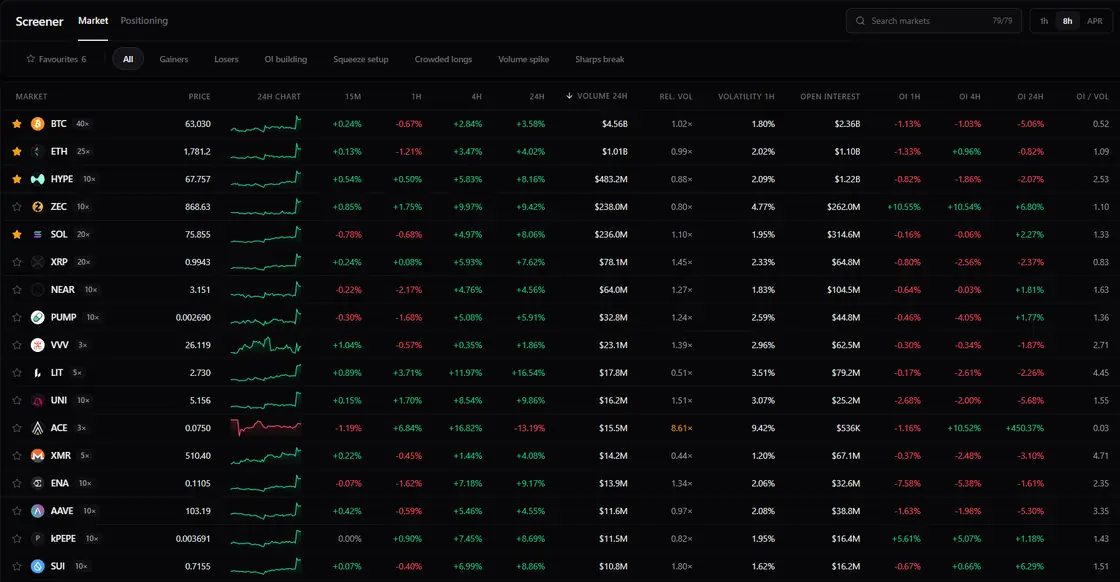 Screener Market Positioning Search markets 79/79 1h 8h APR
Favourites 6 All Gainers Losers OI building Squeeze setup Crowded longs Volume spike Sharps break
MARKET PRICE 24H CHART 15M 1H 4H 24H ↓ VOLUME 24H REL. VOL VOLATILITY 1H OPEN INTEREST OI 1H OI 4H OI 24H OI / VOL
BTC 40× 63,030 +0.24% -0.67% +2.84% +3.58% $4.56B 1.02× 1.80% $2.36B -1.13% -1.03% -5.06% 0.52
ETH 25× 1,781.2 +0.13% -1.21% +3.47% +4.02% $1.01B 0.99× 2.02% $1.10B -1.33% +0.96% -0.82% 1.09
HYPE 10× 67.757 +0.54% +0.50% +5.83% +8.16% $483.2M 0.88× 2.09% $1.22B -0.82% -1.86% -2.07% 2.53
ZEC 10× 868.63 +0.85% +1.75% +9.97% +9.42% $238.0M 0.80× 4.77% $262.0M +10.55% +10.54% +6.80% 1.10
SOL 20× 75.855 -0.78% -0.68% +4.97% +8.06% $236.0M 1.10× 1.95% $314.6M -0.16% -0.06% +2.27% 1.33
XRP 20× 0.9943 +0.24% +0.08% +5.93% +7.62% $78.1M 1.45× 2.33% $64.8M -0.80% -2.56% -2.37% 0.83
NEAR 10× 3.151 -0.22% -2.17% +4.76% +4.56% $64.0M 1.27× 1.83% $104.5M -0.64% -0.03% +1.81% 1.63
PUMP 10× 0.002690 -0.30% -1.68% +5.08% +5.91% $32.8M 1.24× 2.59% $44.8M -0.46% -4.05% +1.77% 1.36
VVV 3× 26.119 +1.04% -0.57% +0.35% +1.86% $23.1M 1.39× 2.96% $62.5M -0.30% -0.34% -1.87% 2.71
LIT 5× 2.730 +0.89% +3.71% +11.97% +16.54% $17.8M 0.51× 3.51% $79.2M -0.17% -2.61% -2.26% 4.45
UNI 10× 5.156 +0.15% +1.70% +8.54% +9.86% $16.2M 1.51× 3.07% $25.2M -2.68% -2.00% -5.68% 1.55
ACE 3× 0.0750 -1.19% +6.84% +16.82% -13.19% $15.5M 8.61× 9.42% $536K -1.16% +10.52% +450.37% 0.03
XMR 5× 510.40 +0.22% -0.45% +1.44% +4.08% $14.2M 0.44× 1.20% $67.1M -0.37% -2.48% -3.10% 4.71
ENA 10× 0.1105 -0.07% -1.62% +7.18% +9.17% $13.9M 1.34× 2.06% $32.6M -7.58% -5.38% -1.61% 2.35
AAVE 10× 103.19 +0.42% -0.59% +5.46% +4.55% $11.6M 0.97× 2.08% $38.8M -1.63% -1.98% -5.30% 3.35
P kPEPE 10× 0.003691 0.00% +0.90% +7.45% +8.69% $11.5M 0.82× 1.95% $16.4M +5.61% +5.07% +1.18% 1.43
SUI 10× 0.7155 +0.07% -0.40% +6.99% +8.86% $10.8M 1.80× 1.62% $16.2M -0.67% +0.66% +6.29% 1.51